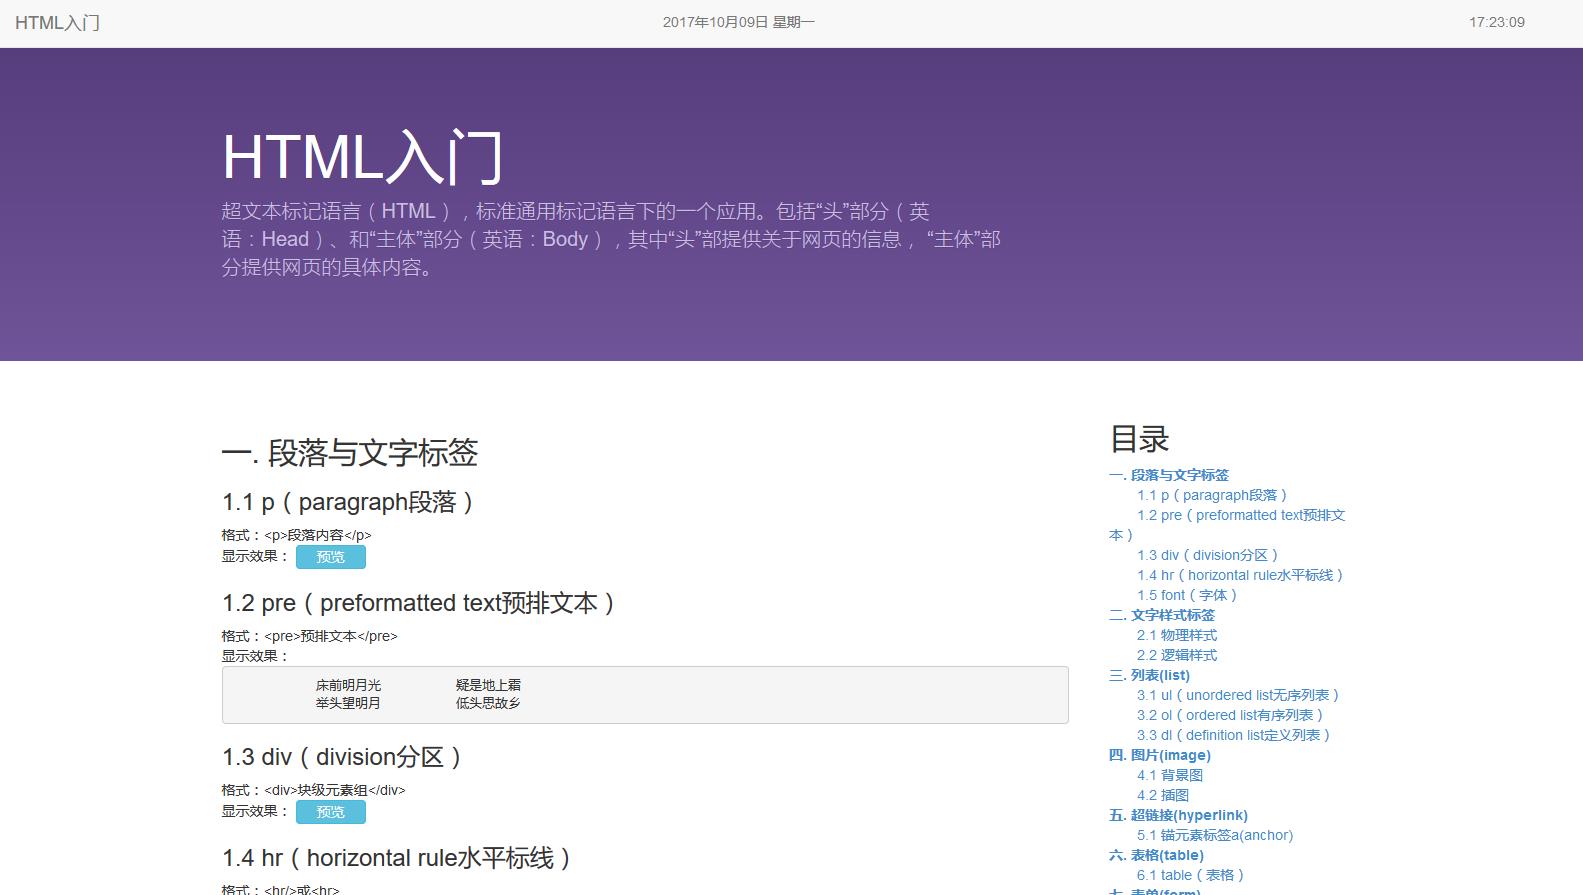 HTML入门
2017年10月09日 星期一
17:23:09
HTML入门
超文本标记语言（HTML），标准通用标记语言下的一个应用。包括“头”部分（英
语：Head）、和“主体”部分（英语：Body），其中“头”部提供关于网页的信息， “主体”部
分提供网页的具体内容。
一. 段落与文字标签
1.1 p（paragraph段落）
格式：<p>段落内容</p>
显示效果： 预览
1.2 pre（preformatted text预排文本）
格式：<pre>预排文本</pre>
显示效果：
床前明月光 疑是地上霜
举头望明月 低头思故乡
1.3 div（division分区）
格式：<div>块级元素组</div>
显示效果： 预览
1.4 hr（horizontal rule水平标线）
格式：<hr/>或<hr>
目录
一. 段落与文字标签
1.1 p（paragraph段落）
1.2 pre（preformatted text预排文
本）
1.3 div（division分区）
1.4 hr（horizontal rule水平标线）
1.5 font（字体）
二. 文字样式标签
2.1 物理样式
2.2 逻辑样式
三. 列表(list)
3.1 ul（unordered list无序列表）
3.2 ol（ordered list有序列表）
3.3 dl（definition list定义列表）
四. 图片(image)
4.1 背景图
4.2 插图
五. 超链接(hyperlink)
5.1 锚元素标签a(anchor)
六. 表格(table)
6.1 table（表格）
七. 表单(form)